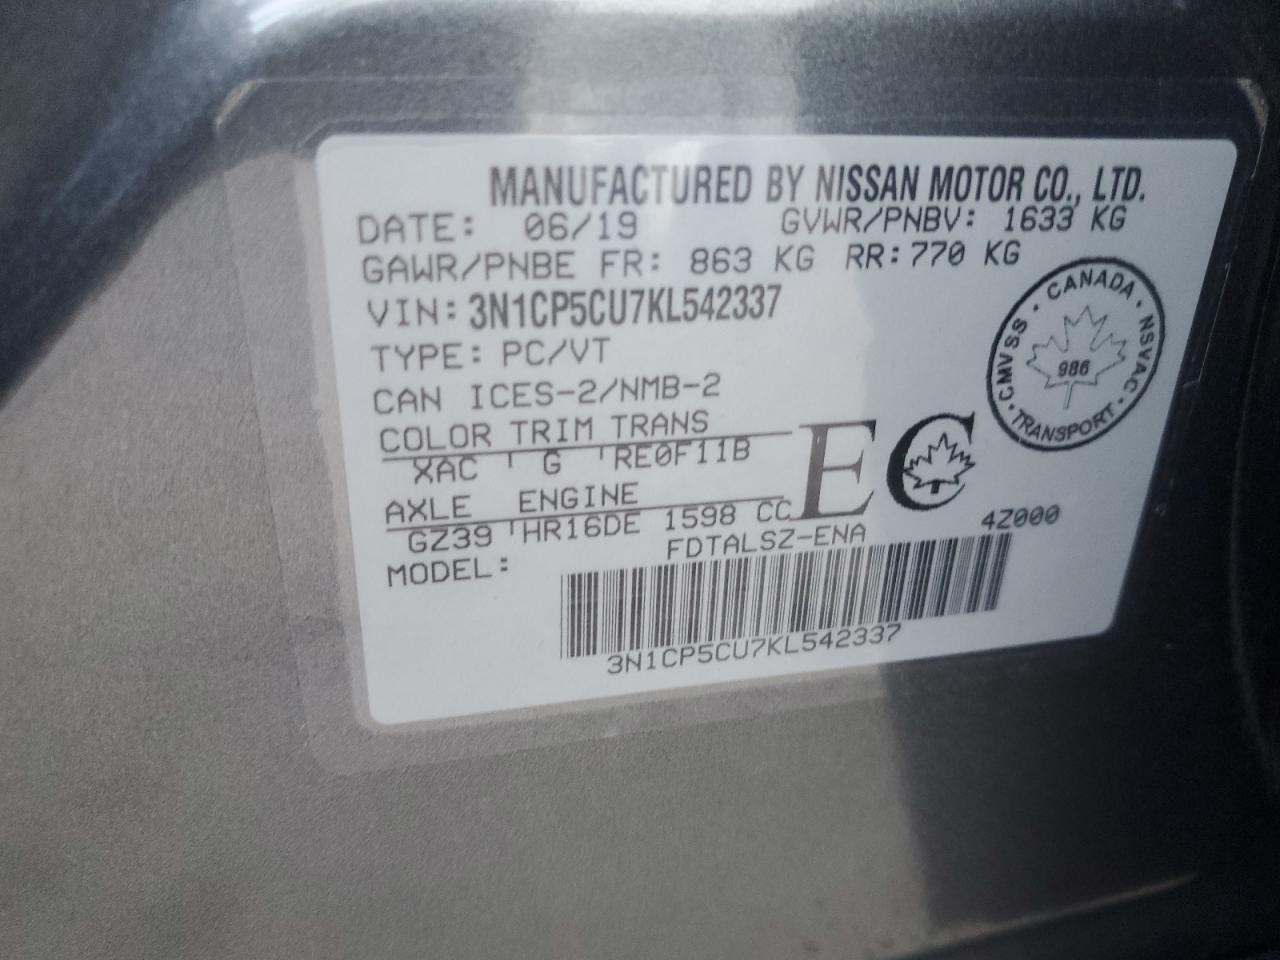 MANUFACTURED BY NISSAN MOTOR CO., LTD.
DATE: 06/19 GVWR/PNBV: 1633 KG
GAWR/PNBE FR: 863 KG RR:770 KG
VIN: 3N1CP5CU7KL542337
TYPE: PC/VT
CAN ICES-2/NMB-2
COLOR TRIM TRANS
XAC G RE0F11B
AXLE ENGINE
GZ39 HR16DE 1598 CC
MODEL: FDTALSZ-ENA 4Z000
3N1CP5CU7KL542337
EC
CANADA · NSVAC · TRANSPORT · CMVSS ·
986